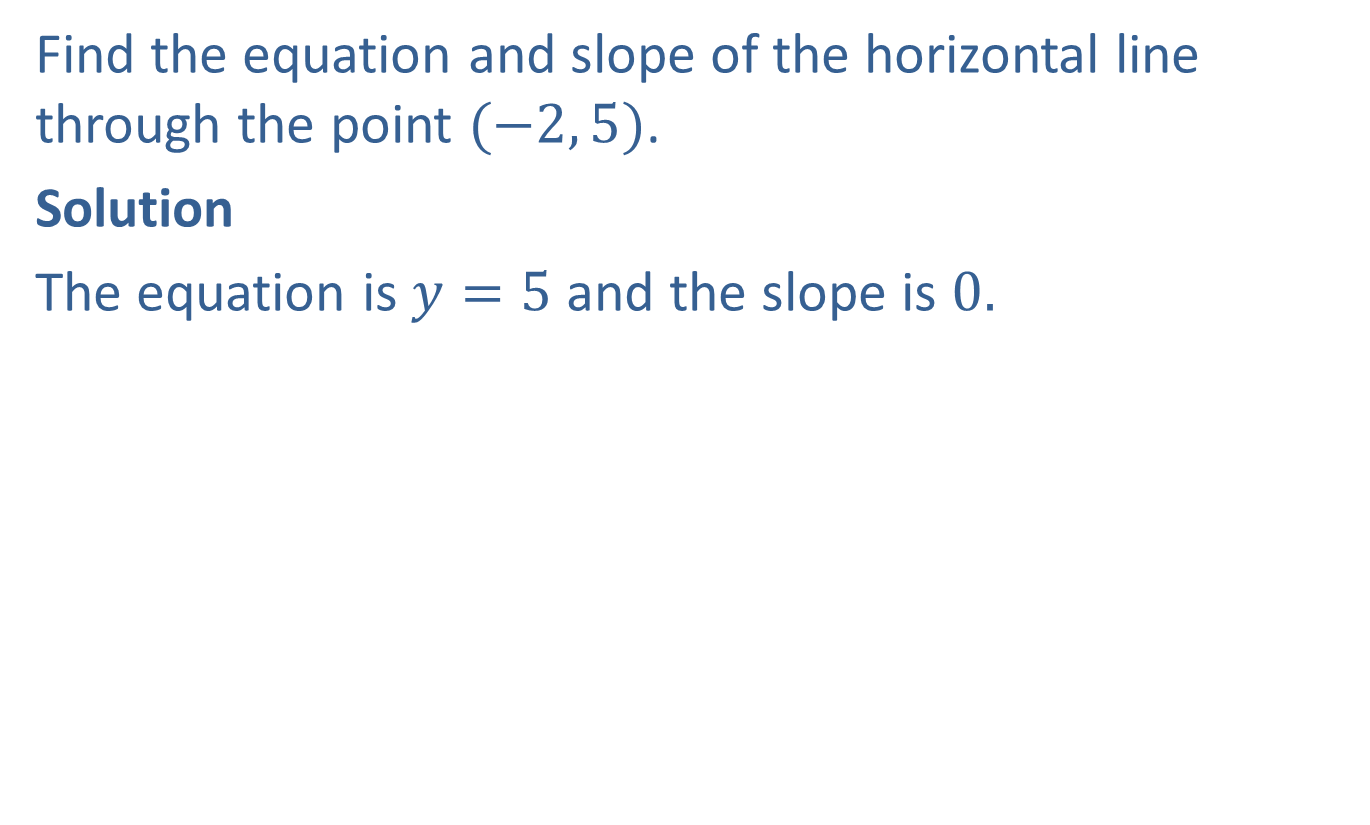 Find the equation and slope of the horizontal line
through the point (−2, 5).
Solution
The equation is y = 5 and the slope is 0.